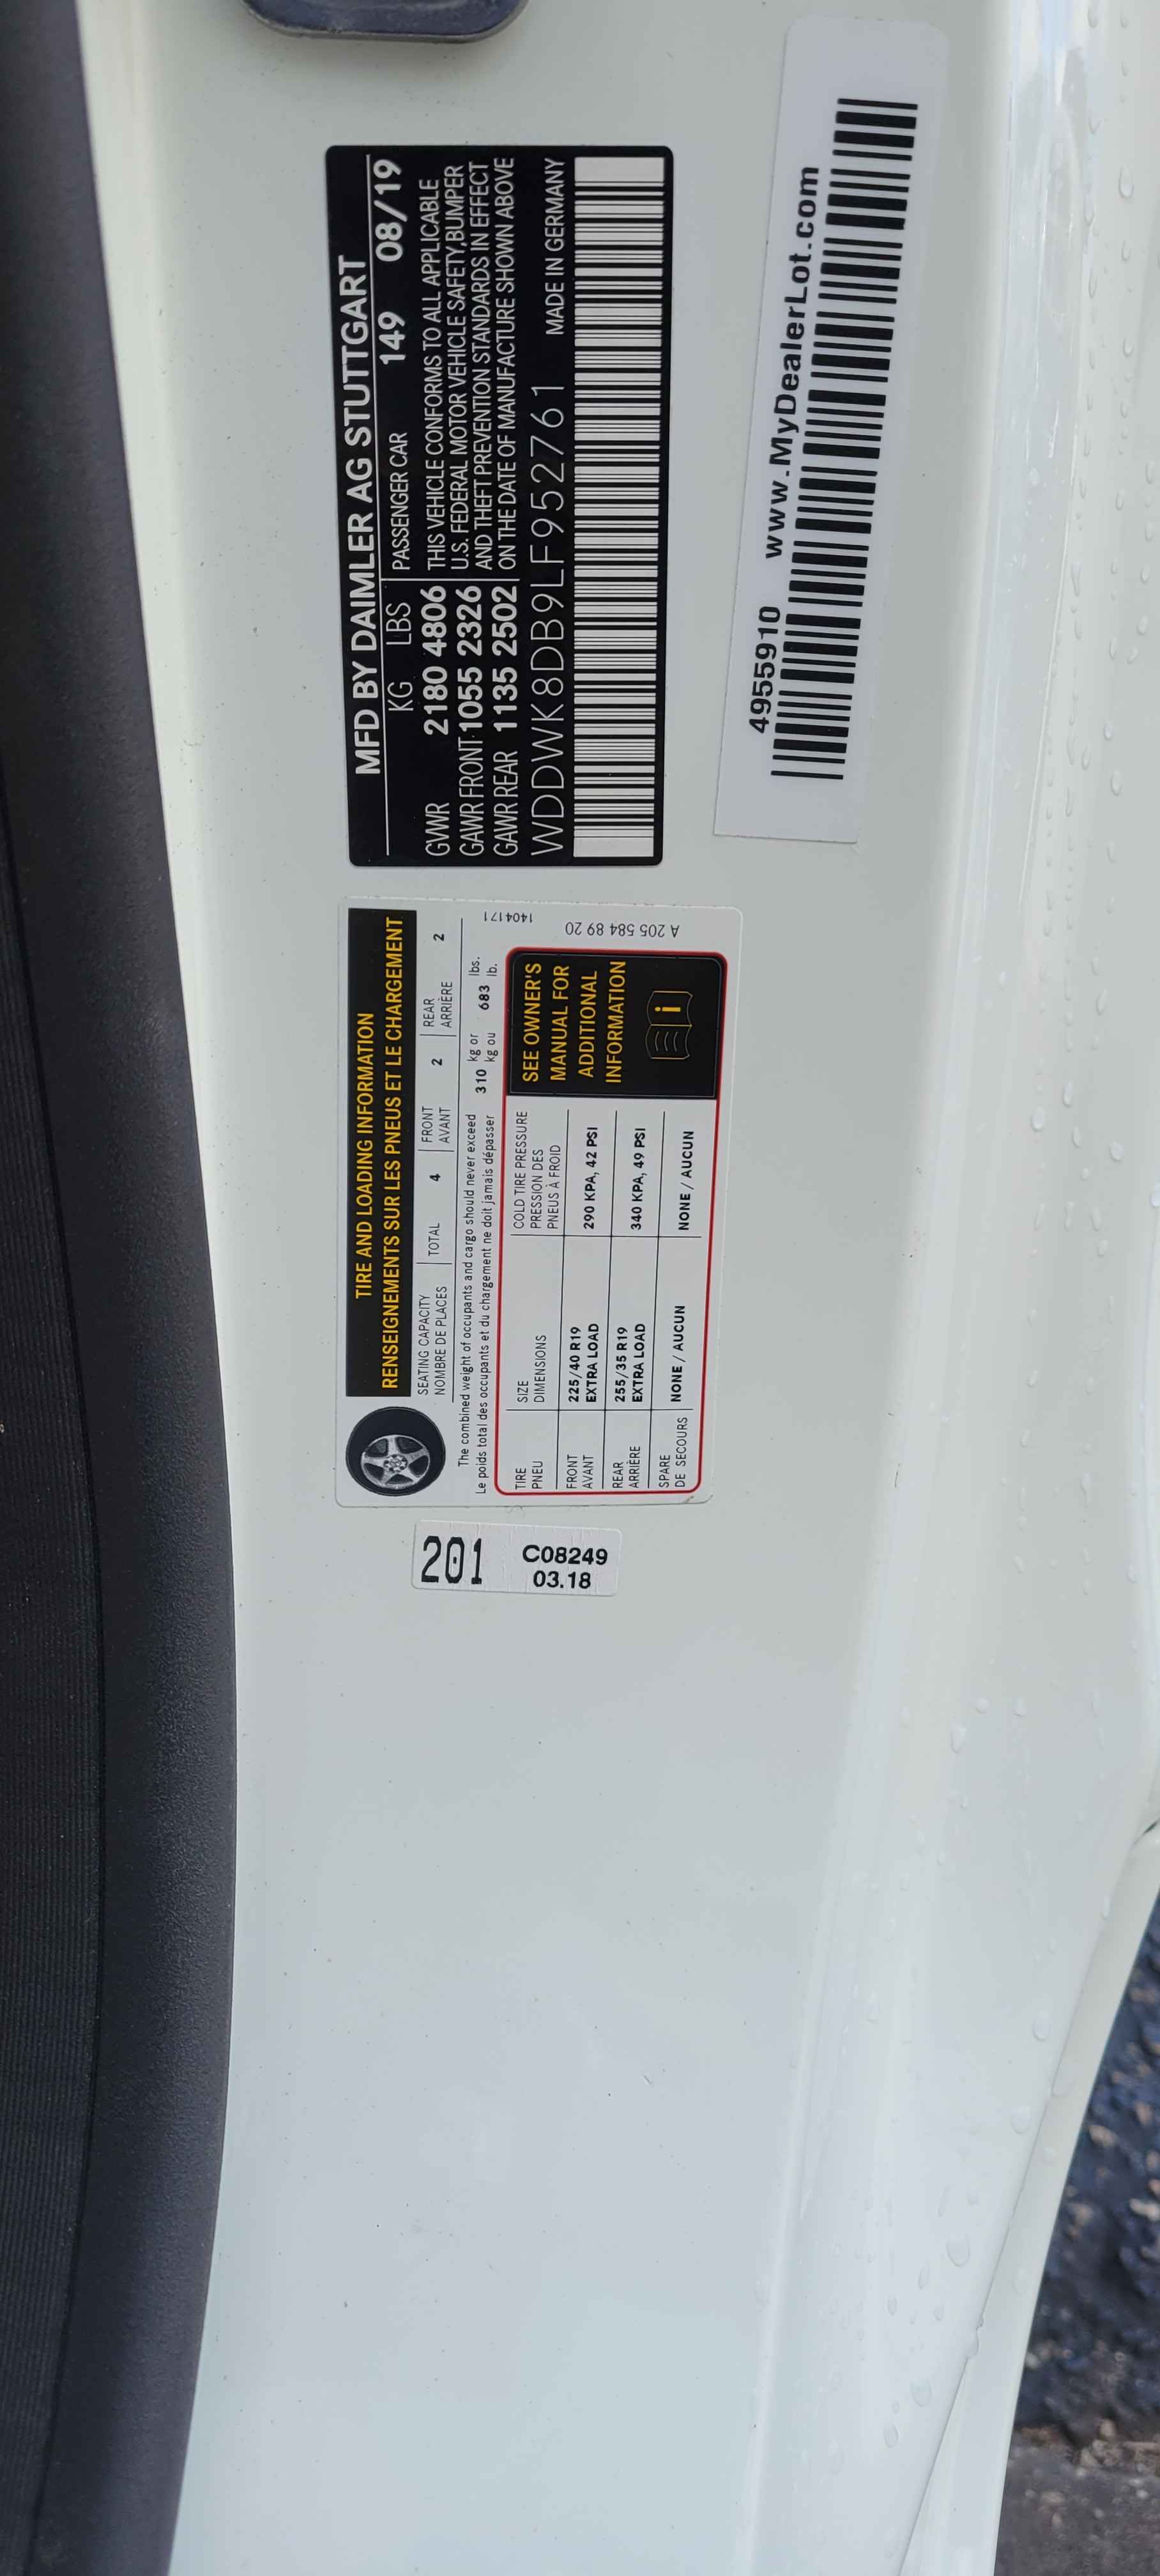 MFD BY DAIMLER AG STUTTGART
KG LBS PASSENGER CAR 149 08/19
GVWR 2180 4806 THIS VEHICLE CONFORMS TO ALL APPLICABLE
U.S. FEDERAL MOTOR VEHICLE SAFETY,BUMPER
GAWR FRONT 1055 2326 AND THEFT PREVENTION STANDARDS IN EFFECT
GAWR REAR 1135 2502 ON THE DATE OF MANUFACTURE SHOWN ABOVE
WDDWK8DB9LF952761 MADE IN GERMANY
4955910 www.MyDealerLot.com
TIRE AND LOADING INFORMATION
RENSEIGNEMENTS SUR LES PNEUS ET LE CHARGEMENT
SEATING CAPACITY
NOMBRE DE PLACES
TOTAL 4
FRONT
AVANT
2
REAR
ARRIÈRE
2
The combined weight of occupants and cargo should never exceed
Le poids total des occupants et du chargement ne doit jamais dépasser
310 kg or
kg ou
683 lbs.
lb.
TIRE
PNEU
SIZE
DIMENSIONS
COLD TIRE PRESSURE
PRESSION DES
PNEUS À FROID
FRONT
AVANT
225/40 R19
EXTRA LOAD
290 KPA, 42 PSI
REAR
ARRIÈRE
255/35 R19
EXTRA LOAD
340 KPA, 49 PSI
SPARE
DE SECOURS
NONE / AUCUN
NONE / AUCUN
SEE OWNER'S
MANUAL FOR
ADDITIONAL
INFORMATION
i
1404171
A 205 584 89 20
201
C08249
03.18